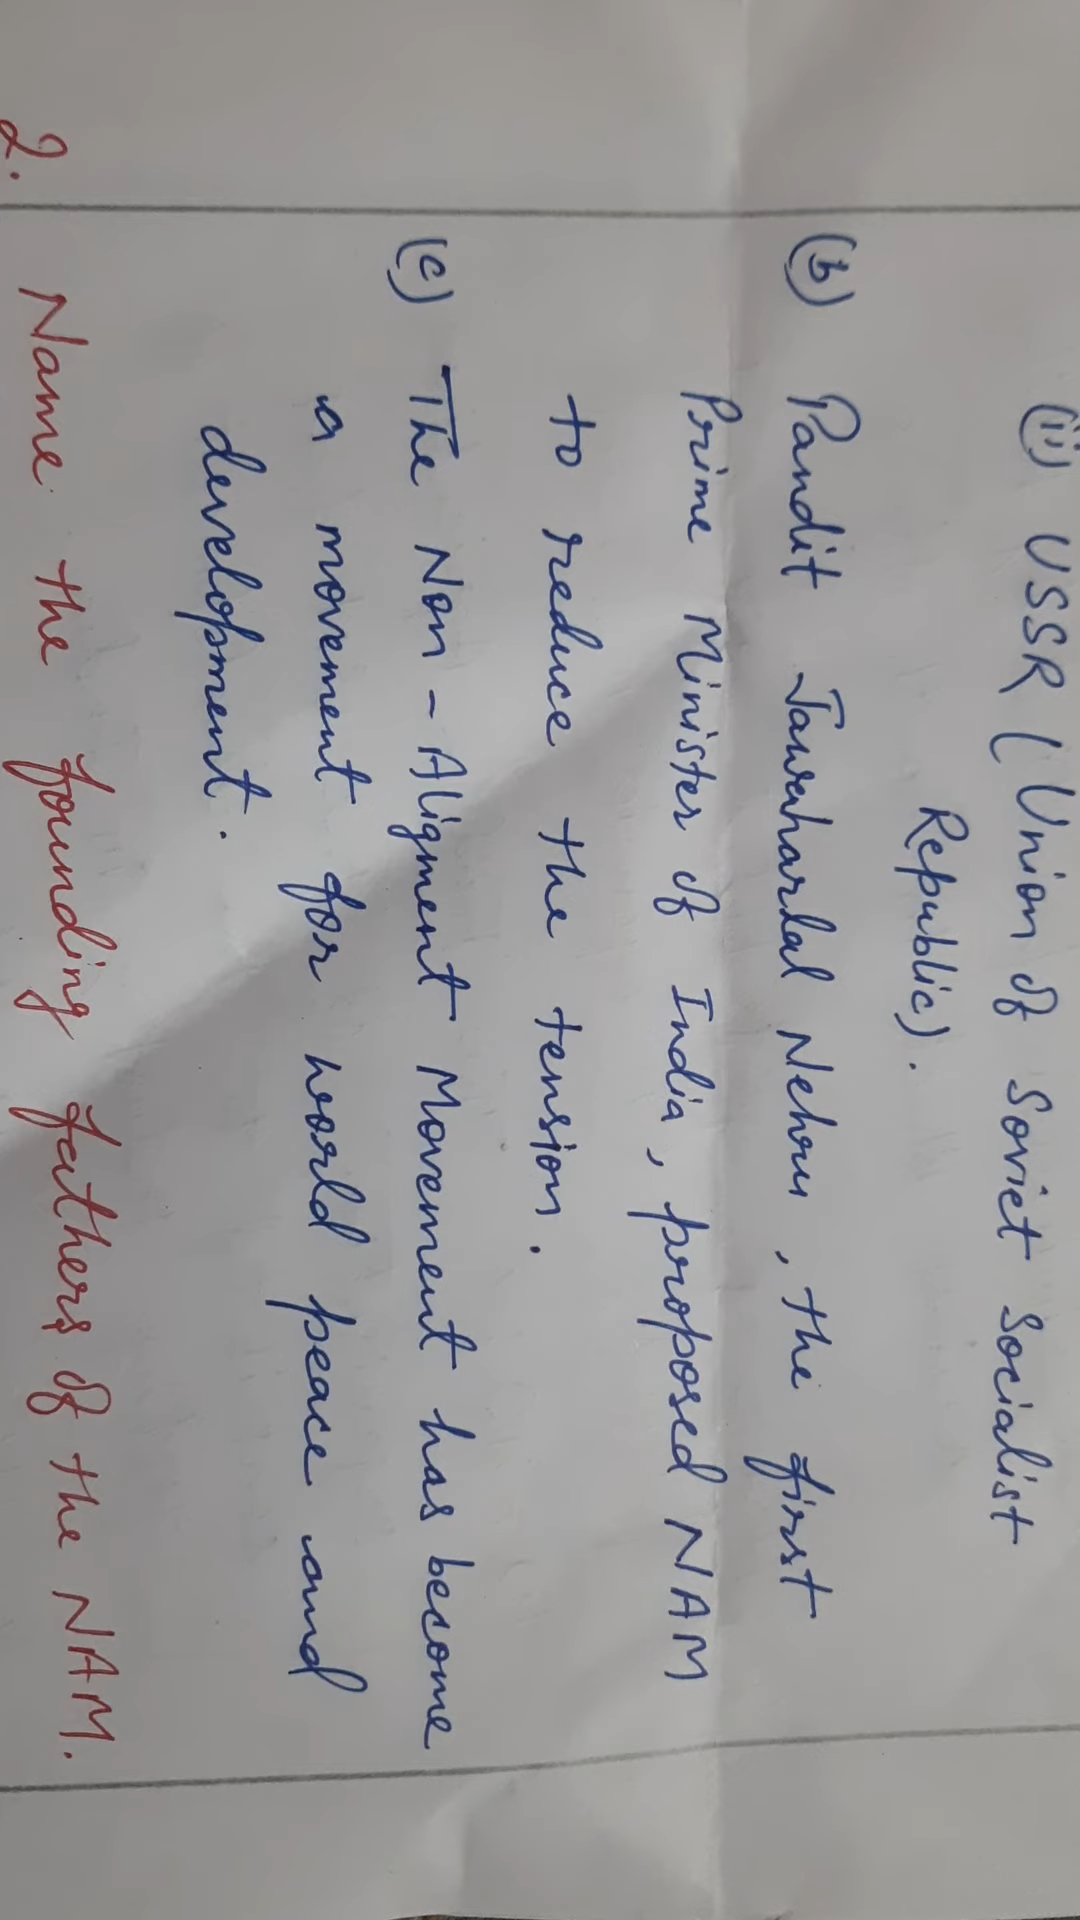 (ii) USSR (Union of Soviet Socialist
Republic).
(b) Pandit Jawaharlal Nehru, the first
Prime Minister of India, proposed NAM
to reduce the tension.
(c) The Non-Aligment Movement has become
a movement for world peace and
development.
2. Name the founding fathers of the NAM.